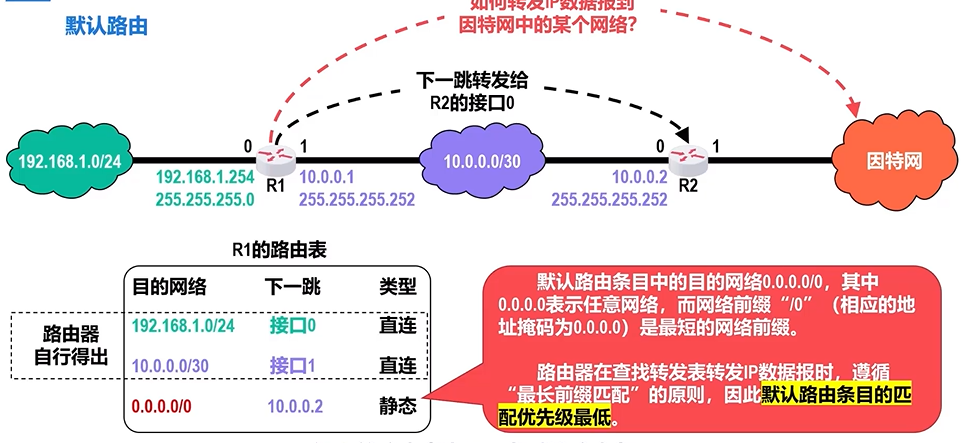 默认路由
如何转发IP数据报到
因特网中的某个网络？
下一跳转发给
R2的接口0
192.168.1.0/24
0
1
R1
192.168.1.254
255.255.255.0
10.0.0.1
255.255.255.252
10.0.0.0/30
0
1
R2
10.0.0.2
255.255.255.252
因特网
R1的路由表
目的网络 下一跳 类型
192.168.1.0/24 接口0 直连
10.0.0.0/30 接口1 直连
0.0.0.0/0 10.0.0.2 静态
路由器
自行得出
默认路由条目中的目的网络0.0.0.0/0，其中
0.0.0.0表示任意网络，而网络前缀“/0”（相应的地
址掩码为0.0.0.0）是最短的网络前缀。
路由器在查找转发表转发IP数据报时，遵循
“最长前缀匹配”的原则，因此默认路由条目的匹
配优先级最低。